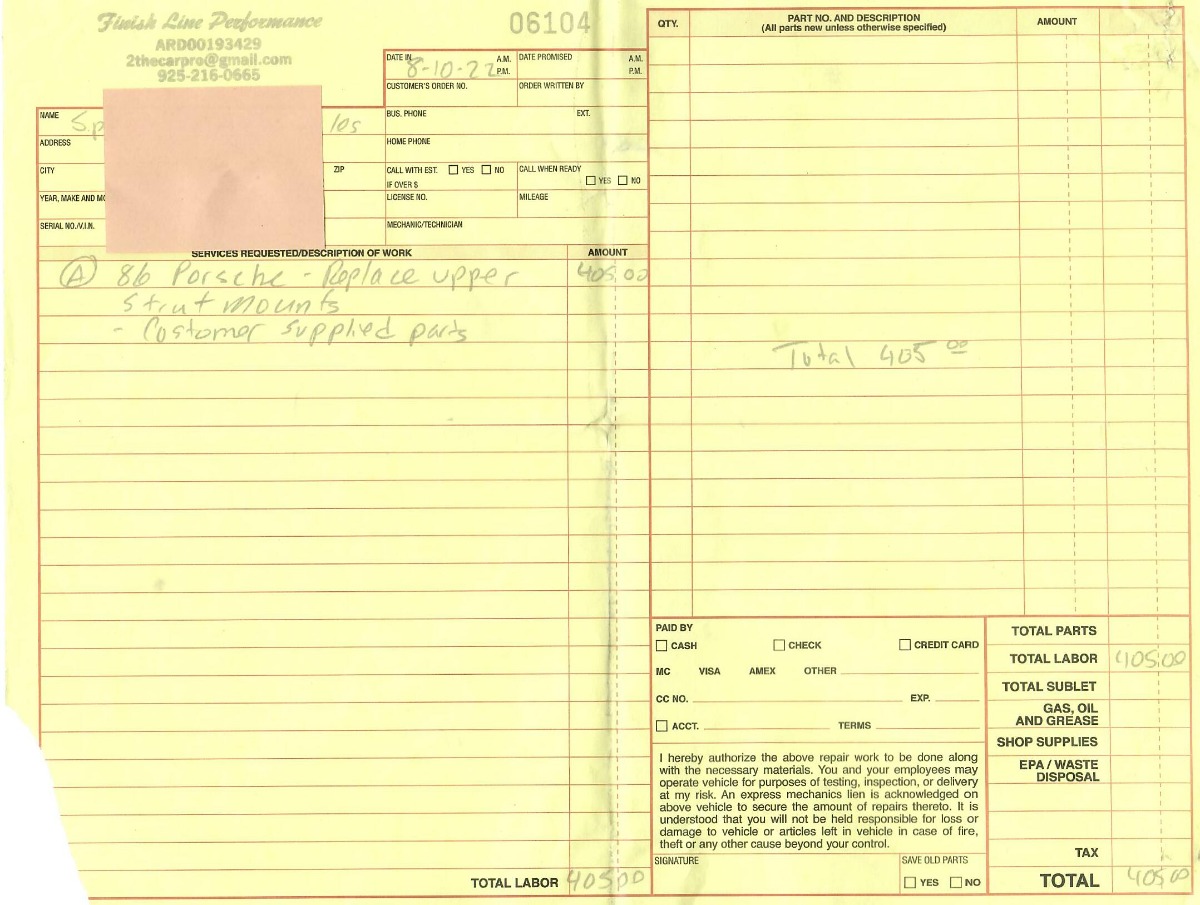 Finish Line Performance
ARD00193429
2thecarpro@gmail.com
925-216-0665
06104
DATE IN 8-10-22 A.M. P.M.
DATE PROMISED A.M. P.M.
CUSTOMER'S ORDER NO.
ORDER WRITTEN BY
NAME Sp los
BUS. PHONE EXT.
ADDRESS
HOME PHONE
CITY ZIP
CALL WITH EST. YES NO
IF OVER $
CALL WHEN READY YES NO
YEAR, MAKE AND MO
LICENSE NO.
MILEAGE
SERIAL NO./V.I.N.
MECHANIC/TECHNICIAN
SERVICES REQUESTED/DESCRIPTION OF WORK AMOUNT
A 86 Porsche - Replace upper 405.00
strut mounts
- Costomer supplied parts
TOTAL LABOR 405.00
QTY. PART NO. AND DESCRIPTION AMOUNT
(All parts new unless otherwise specified)
Total 405 00
PAID BY
CASH CHECK CREDIT CARD
MC VISA AMEX OTHER
CC NO. EXP.
ACCT. TERMS
I hereby authorize the above repair work to be done along
with the necessary materials. You and your employees may
operate vehicle for purposes of testing, inspection, or delivery
at my risk. An express mechanics lien is acknowledged on
above vehicle to secure the amount of repairs thereto. It is
understood that you will not be held responsible for loss or
damage to vehicle or articles left in vehicle in case of fire,
theft or any other cause beyond your control.
SIGNATURE
SAVE OLD PARTS
YES NO
TOTAL PARTS
TOTAL LABOR 405.00
TOTAL SUBLET
GAS, OIL
AND GREASE
SHOP SUPPLIES
EPA / WASTE
DISPOSAL
TAX
TOTAL 405.00